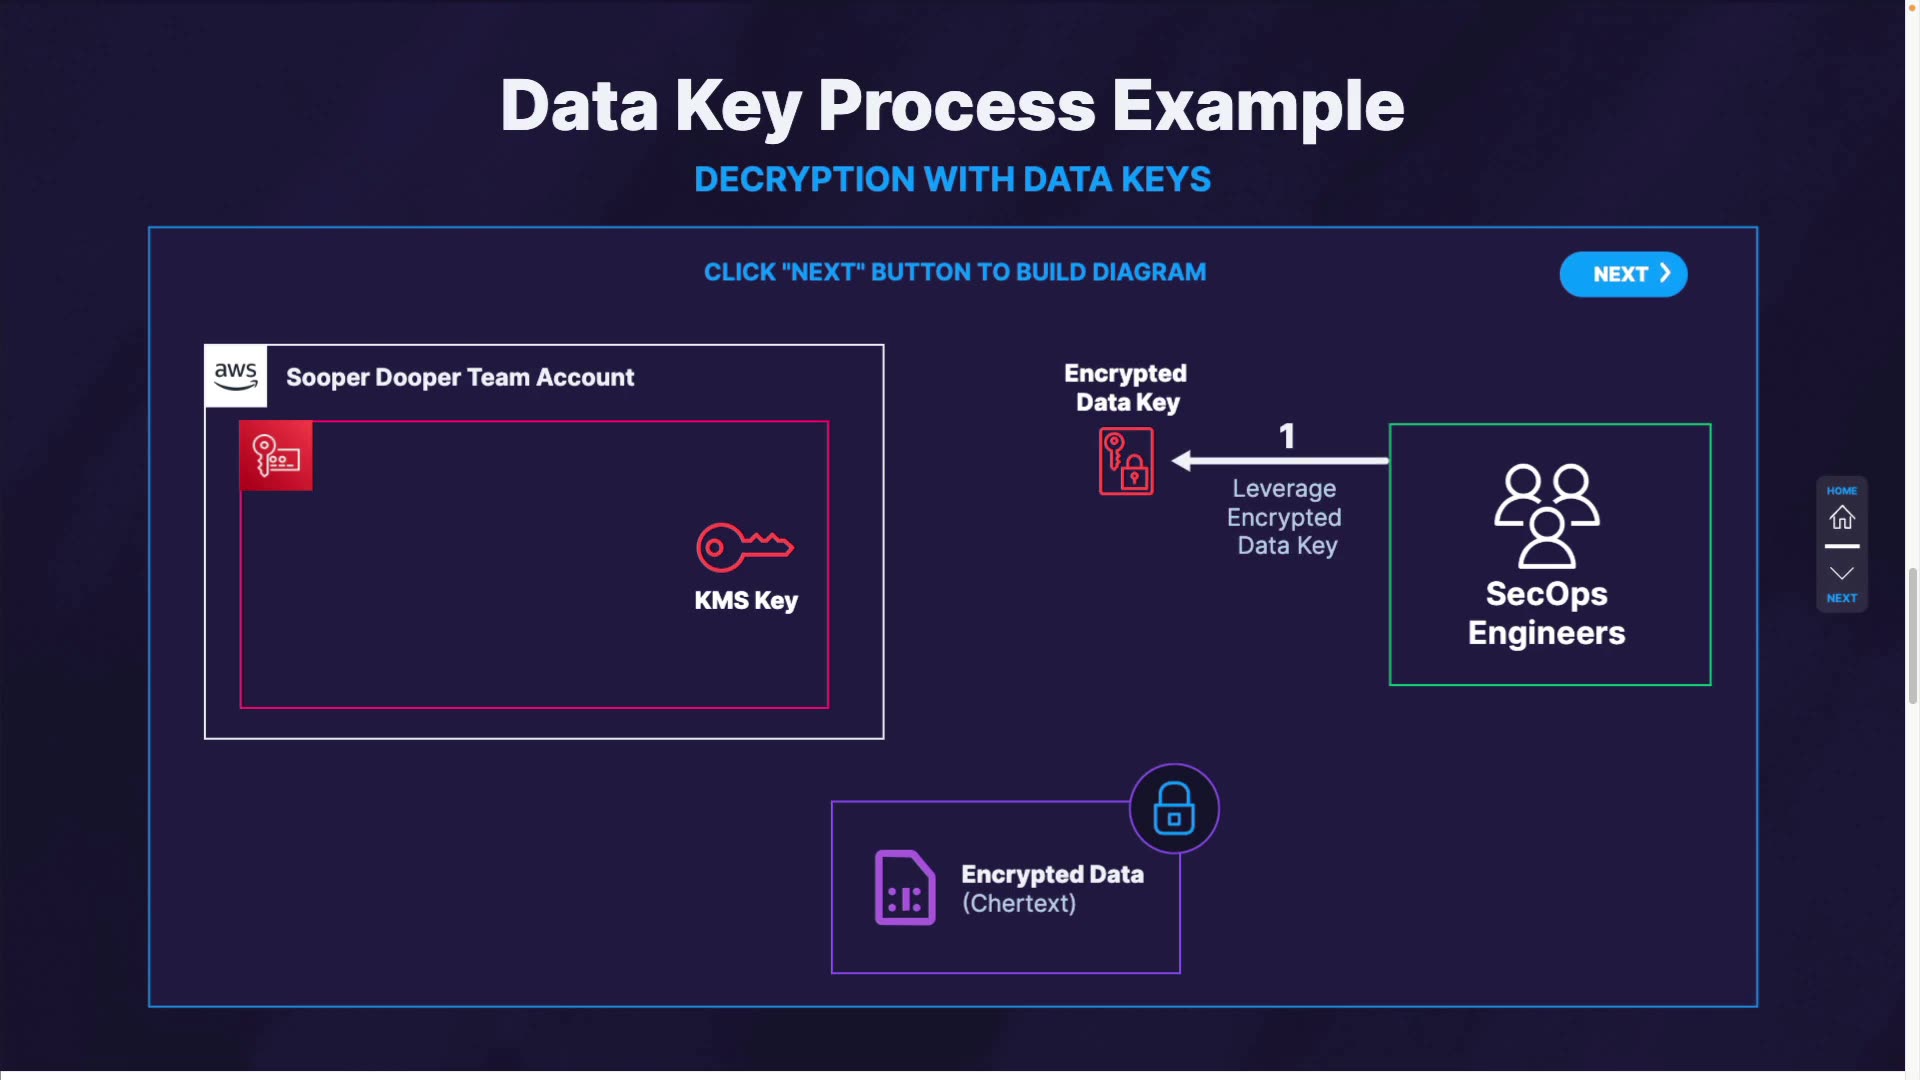 Data Key Process Example
DECRYPTION WITH DATA KEYS
CLICK "NEXT" BUTTON TO BUILD DIAGRAM
NEXT
aws
Sooper Dooper Team Account
KMS Key
Encrypted
Data Key
1
Leverage
Encrypted
Data Key
SecOps
Engineers
Encrypted Data
(Chertext)
HOME
NEXT